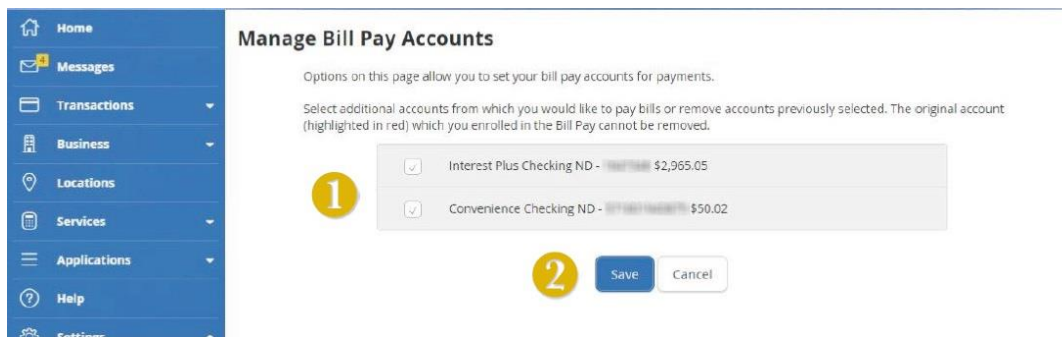 Home
4
Messages
Transactions
Business
Locations
Services
Applications
Help
Settings
Manage Bill Pay Accounts
Options on this page allow you to set your bill pay accounts for payments.
Select additional accounts from which you would like to pay bills or remove accounts previously selected. The original account
(highlighted in red) which you enrolled in the Bill Pay cannot be removed.
1
Interest Plus Checking ND - $2,965.05
Convenience Checking ND - $50.02
2
Save Cancel